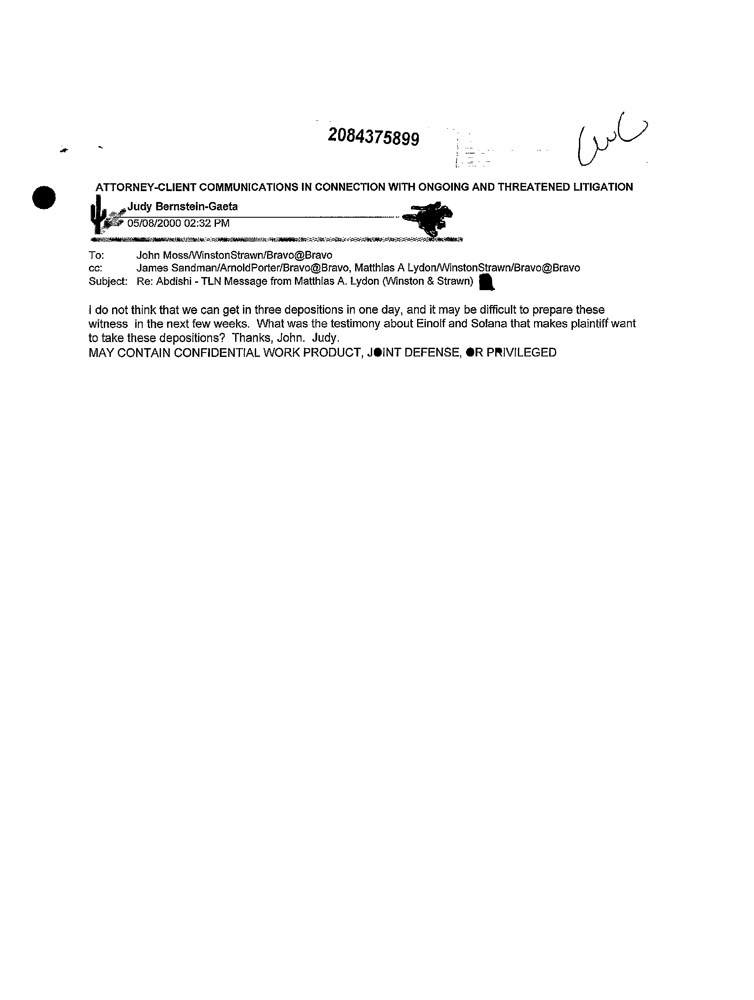 2084375899
ATTORNEY-CLIENT COMMUNICATIONS IN CONNECTION WITH ONGOING AND THREATENED LITIGATION
Judy Bernstein-Gaeta
05/08/2000 02:32 PM
To: John Moss/WinstonStrawn/Bravo@Bravo
cc: James Sandman/ArnoldPorter/Bravo@Bravo, Matthias A Lydon/WinstonStrawn/Bravo@Bravo
Subject: Re: Abdishi - TLN Message from Matthias A. Lydon (Winston & Strawn)
I do not think that we can get in three depositions in one day, and it may be difficult to prepare these
witness in the next few weeks. What was the testimony about Einolf and Solana that makes plaintiff want
to take these depositions? Thanks, John. Judy.
MAY CONTAIN CONFIDENTIAL WORK PRODUCT, JOINT DEFENSE, OR PRIVILEGED